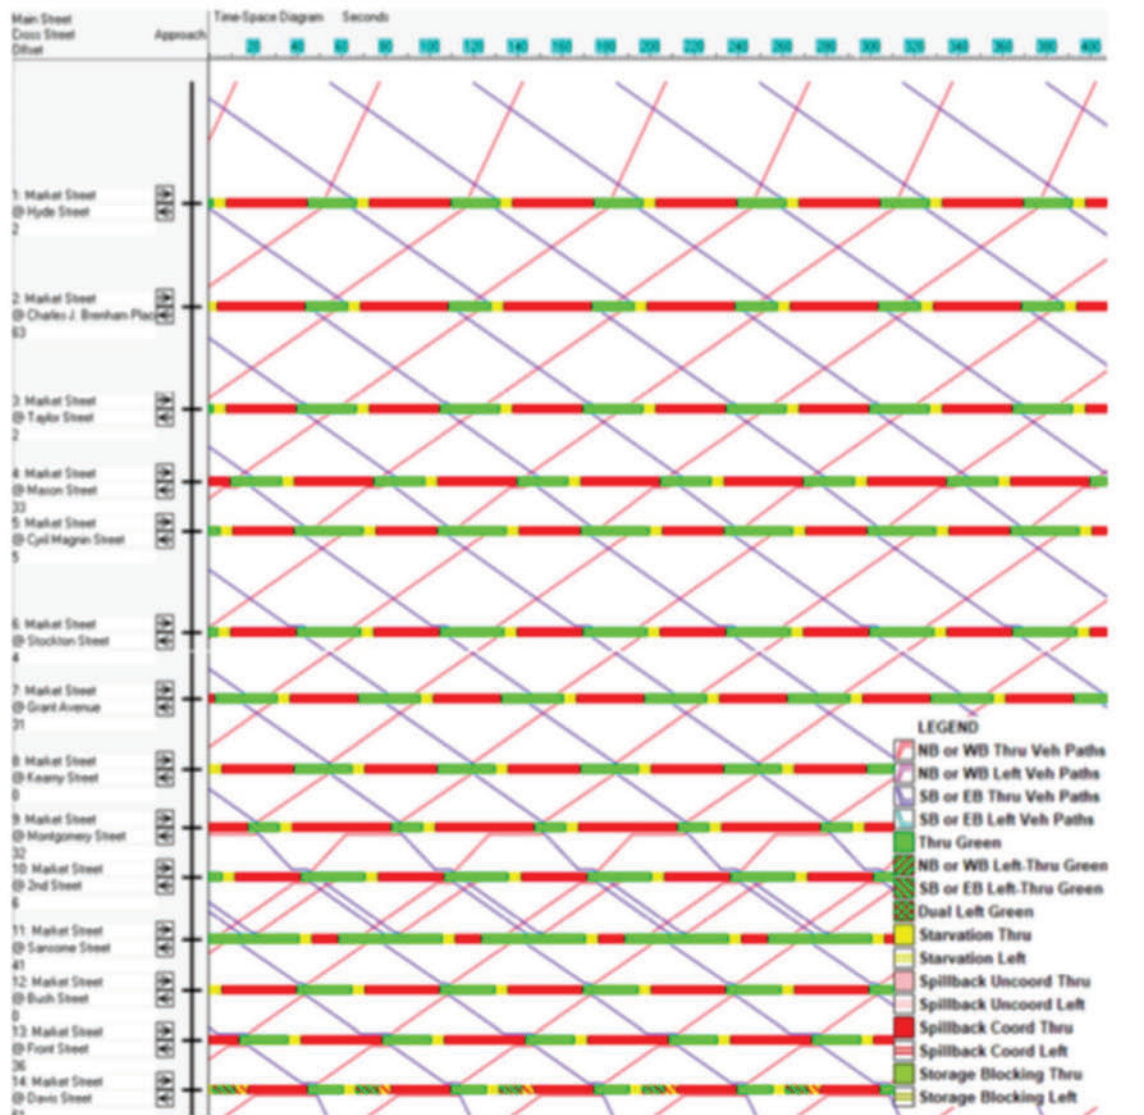 Main Street
Cross Street
Offset
Approach
Time-Space Diagram Seconds
20 40 60 80 100 120 140 160 180 200 220 240 260 280 300 320 340 360 380 400
1: Market Street
@ Hyde Street
2
2: Market Street
@ Charles J. Brenham Plac
63
3: Market Street
@ Taylor Street
2
4: Market Street
@ Mason Street
33
5: Market Street
@ Cyril Magnin Street
5
6: Market Street
@ Stockton Street
4
7: Market Street
@ Grant Avenue
31
8: Market Street
@ Kearny Street
0
9: Market Street
@ Montgomery Street
32
10: Market Street
@ 2nd Street
6
11: Market Street
@ Sansome Street
41
12: Market Street
@ Bush Street
0
13: Market Street
@ Front Street
36
14: Market Street
@ Davis Street
LEGEND
NB or WB Thru Veh Paths
NB or WB Left Veh Paths
SB or EB Thru Veh Paths
SB or EB Left Veh Paths
Thru Green
NB or WB Left-Thru Green
SB or EB Left-Thru Green
Dual Left Green
Starvation Thru
Starvation Left
Spillback Uncoord Thru
Spillback Uncoord Left
Spillback Coord Thru
Spillback Coord Left
Storage Blocking Thru
Storage Blocking Left